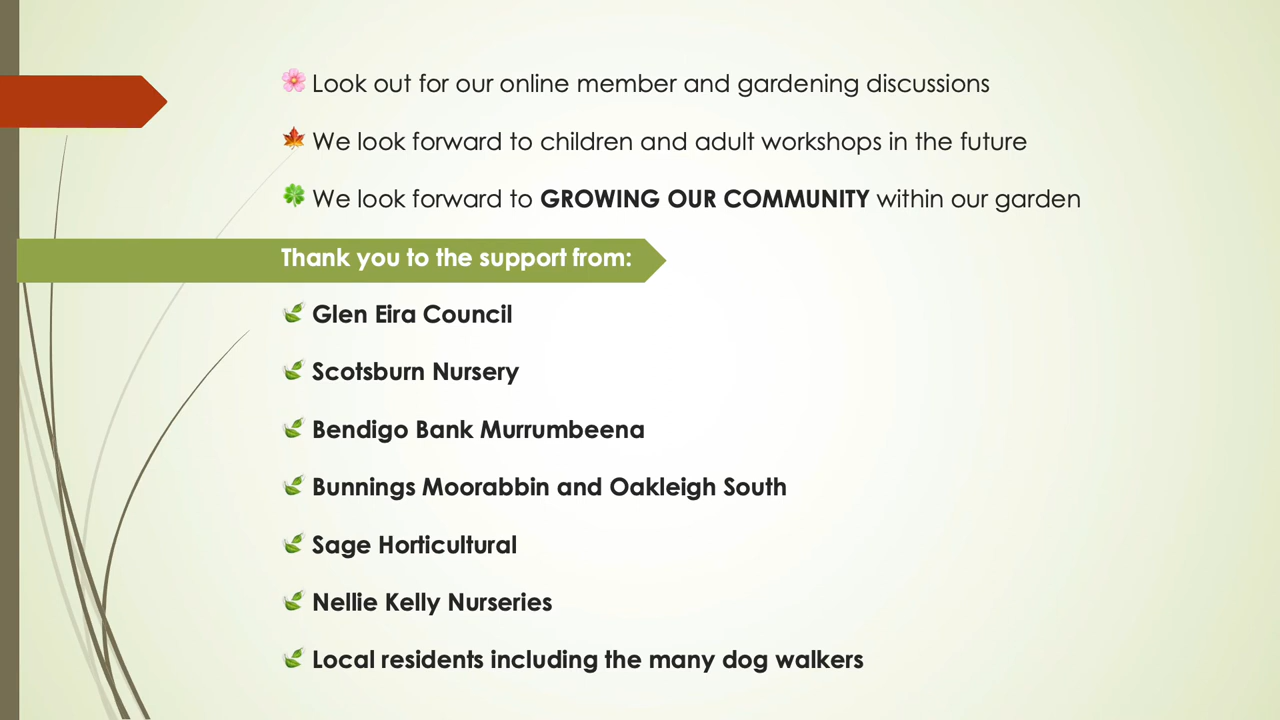 Look out for our online member and gardening discussions
We look forward to children and adult workshops in the future
We look forward to GROWING OUR COMMUNITY within our garden
Thank you to the support from:
Glen Eira Council
Scotsburn Nursery
Bendigo Bank Murrumbeena
Bunnings Moorabbin and Oakleigh South
Sage Horticultural
Nellie Kelly Nurseries
Local residents including the many dog walkers